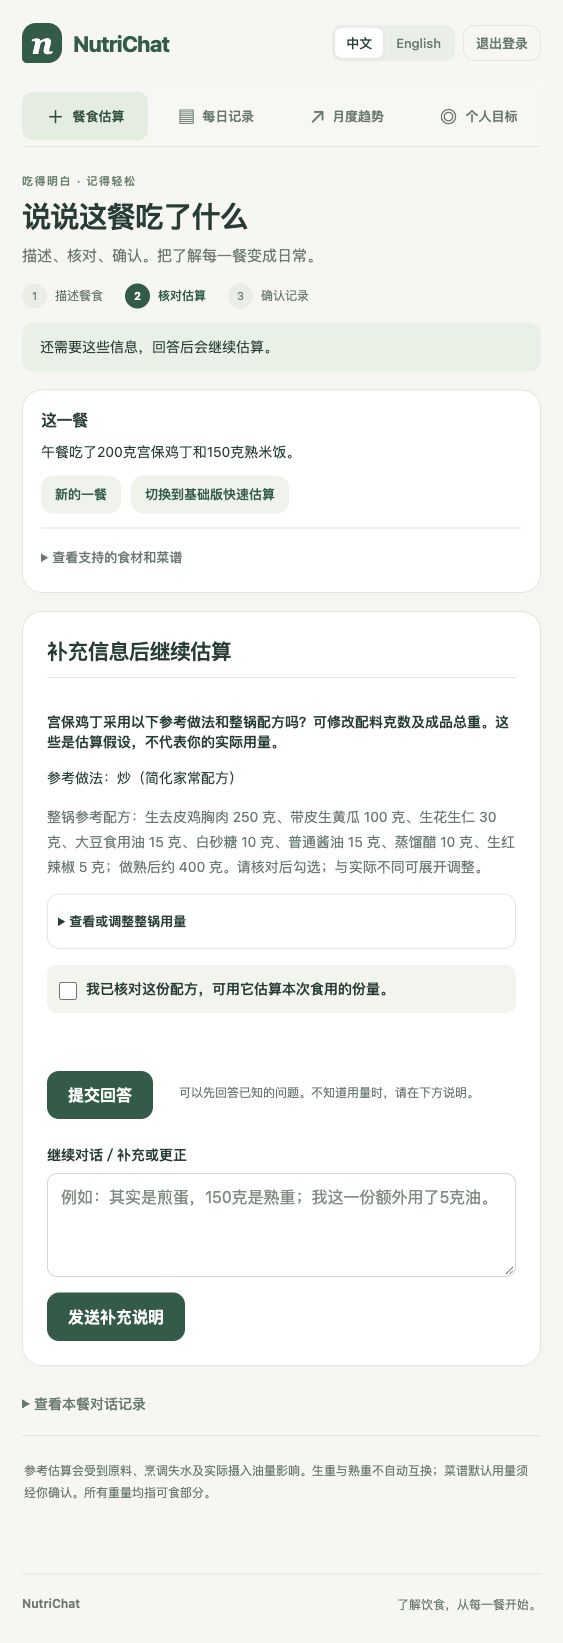 n NutriChat 中文 English 退出登录
餐食估算 每日记录 月度趋势 个人目标
吃得明白 · 记得轻松
说说这餐吃了什么
描述、核对、确认。把了解每一餐变成日常。
1 描述餐食 2 核对估算 3 确认记录
还需要这些信息，回答后会继续估算。
这一餐
午餐吃了200克宫保鸡丁和150克熟米饭。
新的一餐 切换到基础版快速估算
查看支持的食材和菜谱
补充信息后继续估算
宫保鸡丁采用以下参考做法和整锅配方吗？可修改配料克数及成品总重。这
些是估算假设，不代表你的实际用量。
参考做法：炒（简化家常配方）
整锅参考配方：生去皮鸡胸肉 250 克、带皮生黄瓜 100 克、生花生仁 30
克、大豆食用油 15 克、白砂糖 10 克、普通酱油 15 克、蒸馏醋 10 克、生红
辣椒 5 克；做熟后约 400 克。请核对后勾选；与实际不同可展开调整。
查看或调整整锅用量
我已核对这份配方，可用它估算本次食用的份量。
提交回答 可以先回答已知的问题。不知道用量时，请在下方说明。
继续对话 / 补充或更正
例如：其实是煎蛋，150克是熟重；我这一份额外用了5克油。
发送补充说明
查看本餐对话记录
参考估算会受到原料、烹调失水及实际摄入油量影响。生重与熟重不自动互换；菜谱默认用量须
经你确认。所有重量均指可食部分。
NutriChat 了解饮食，从每一餐开始。